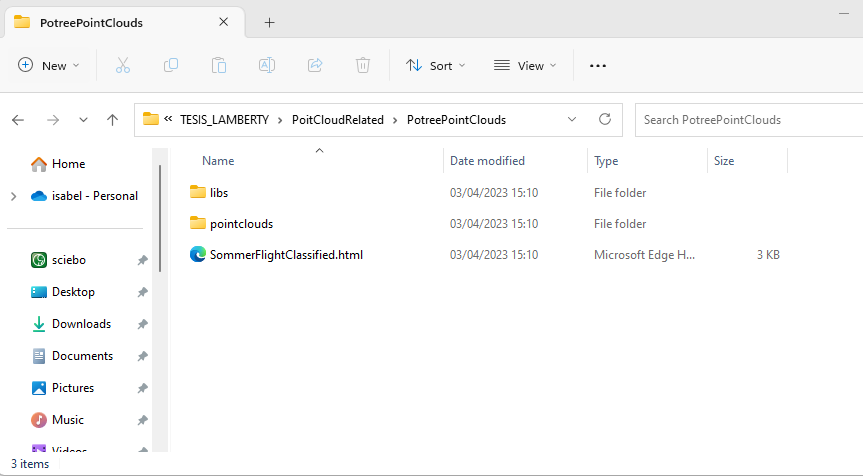 PotreePointClouds
New
Sort
View
TESIS_LAMBERTY
PoitCloudRelated
PotreePointClouds
Search PotreePointClouds
Home
isabel - Personal
sciebo
Desktop
Downloads
Documents
Pictures
Music
Videos
Name Date modified Type Size
libs 03/04/2023 15:10 File folder
pointclouds 03/04/2023 15:10 File folder
SommerFlightClassified.html 03/04/2023 15:10 Microsoft Edge H... 3 KB
3 items